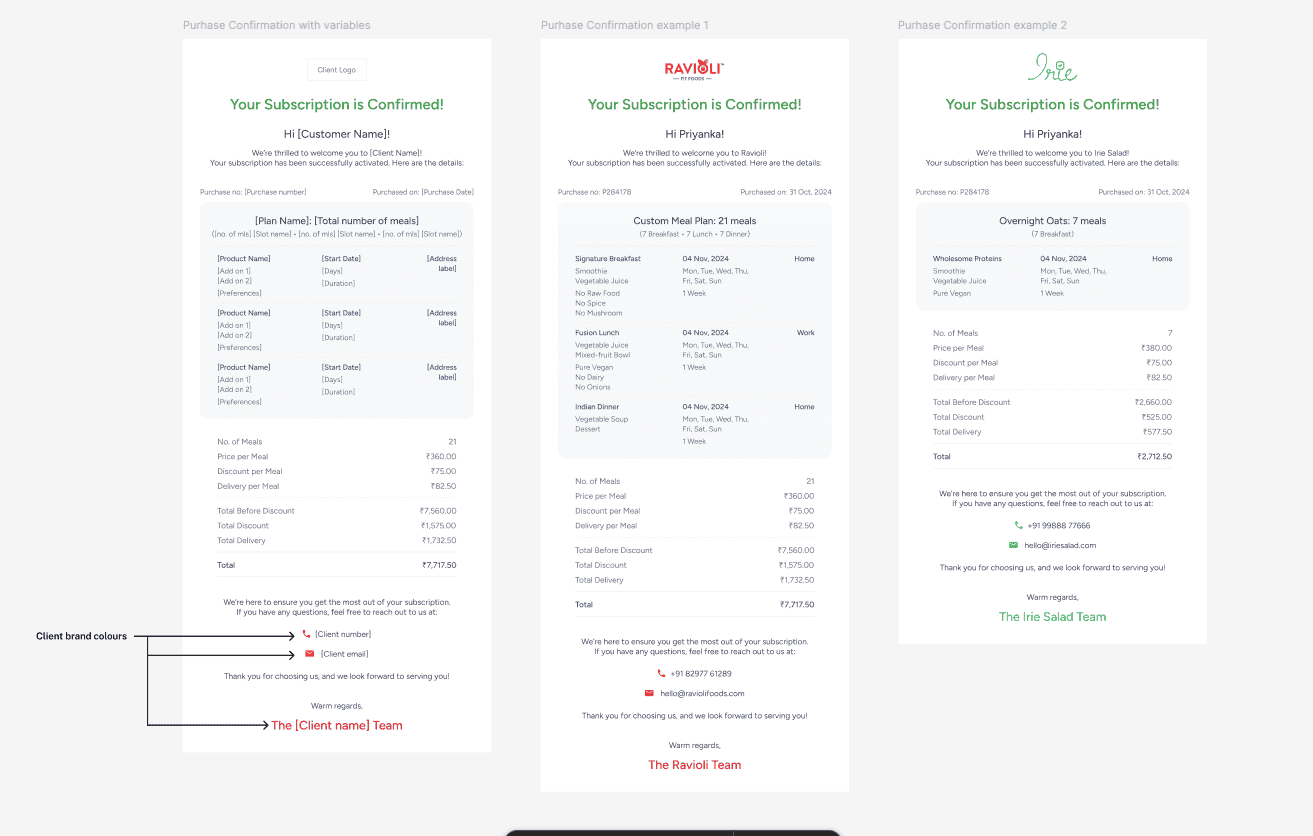 Purhase Confirmation with variables
Client Logo
Your Subscription is Confirmed!
Hi [Customer Name]!
We're thrilled to welcome you to [Client Name]!
Your subscription has been successfully activated. Here are the details:
Purchase no: [Purchase number] Purchased on: [Purchase Date]
[Plan Name]: [Total number of meals]
([no. of mls] [Slot name] • [no. of mls] [Slot name] • [no. of mls] [Slot name])
[Product Name] [Start Date] [Address
[Add on 1] [Days] label]
[Add on 2] [Duration]
[Preferences]
[Product Name] [Start Date] [Address
[Add on 1] [Days] label]
[Add on 2] [Duration]
[Preferences]
[Product Name] [Start Date] [Address
[Add on 1] [Days] label]
[Add on 2] [Duration]
[Preferences]
No. of Meals 21
Price per Meal ₹360.00
Discount per Meal ₹75.00
Delivery per Meal ₹82.50
Total Before Discount ₹7,560.00
Total Discount ₹1,575.00
Total Delivery ₹1,732.50
Total ₹7,717.50
We're here to ensure you get the most out of your subscription.
If you have any questions, feel free to reach out to us at:
Client brand colours
[Client number]
[Client email]
Thank you for choosing us, and we look forward to serving you!
Warm regards,
The [Client name] Team
Purhase Confirmation example 1
RAVIOLI™
FIT FOODS
Your Subscription is Confirmed!
Hi Priyanka!
We're thrilled to welcome you to Ravioli!
Your subscription has been successfully activated. Here are the details:
Purchase no: P284178 Purchased on: 31 Oct, 2024
Custom Meal Plan: 21 meals
(7 Breakfast • 7 Lunch • 7 Dinner)
Signature Breakfast 04 Nov, 2024 Home
Smoothie Mon, Tue, Wed, Thu,
Vegetable Juice Fri, Sat, Sun
No Raw Food 1 Week
No Spice
No Mushroom
Fusion Lunch 04 Nov, 2024 Work
Vegetable Juice Mon, Tue, Wed, Thu,
Mixed-fruit Bowl Fri, Sat, Sun
Pure Vegan 1 Week
No Dairy
No Onions
Indian Dinner 04 Nov, 2024 Home
Vegetable Soup Mon, Tue, Wed, Thu,
Dessert Fri, Sat, Sun
1 Week
No. of Meals 21
Price per Meal ₹360.00
Discount per Meal ₹75.00
Delivery per Meal ₹82.50
Total Before Discount ₹7,560.00
Total Discount ₹1,575.00
Total Delivery ₹1,732.50
Total ₹7,717.50
We're here to ensure you get the most out of your subscription.
If you have any questions, feel free to reach out to us at:
+91 82977 61289
hello@raviolifoods.com
Thank you for choosing us, and we look forward to serving you!
Warm regards,
The Ravioli Team
Purhase Confirmation example 2
Irie
Your Subscription is Confirmed!
Hi Priyanka!
We're thrilled to welcome you to Irie Salad!
Your subscription has been successfully activated. Here are the details:
Purchase no: P284178 Purchased on: 31 Oct, 2024
Overnight Oats: 7 meals
(7 Breakfast)
Wholesome Proteins 04 Nov, 2024 Home
Smoothie Mon, Tue, Wed, Thu,
Vegetable Juice Fri, Sat, Sun
Pure Vegan 1 Week
No. of Meals 7
Price per Meal ₹380.00
Discount per Meal ₹75.00
Delivery per Meal ₹82.50
Total Before Discount ₹2,660.00
Total Discount ₹525.00
Total Delivery ₹577.50
Total ₹2,712.50
We're here to ensure you get the most out of your subscription.
If you have any questions, feel free to reach out to us at:
+91 99888 77666
hello@iriesalad.com
Thank you for choosing us, and we look forward to serving you!
Warm regards,
The Irie Salad Team